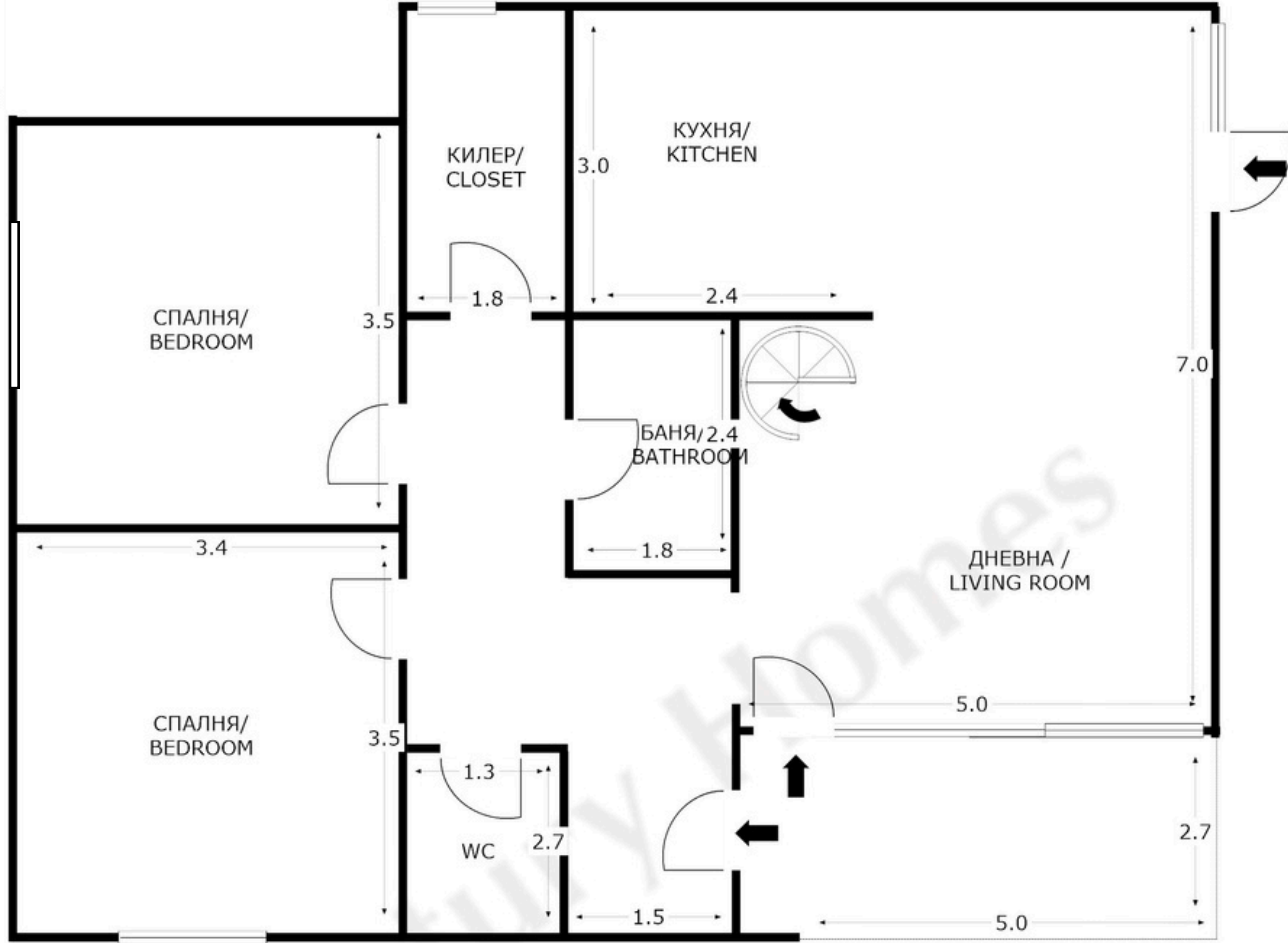 КУХНЯ/
KITCHEN
КИЛЕР/
CLOSET
3.0
1.8
2.4
СПАЛНЯ/
BEDROOM
3.5
7.0
БАНЯ/
BATHROOM
2.4
1.8
3.4
ДНЕВНА /
LIVING ROOM
СПАЛНЯ/
BEDROOM
3.5
5.0
1.3
WC
2.7
2.7
1.5
5.0
tury Homes